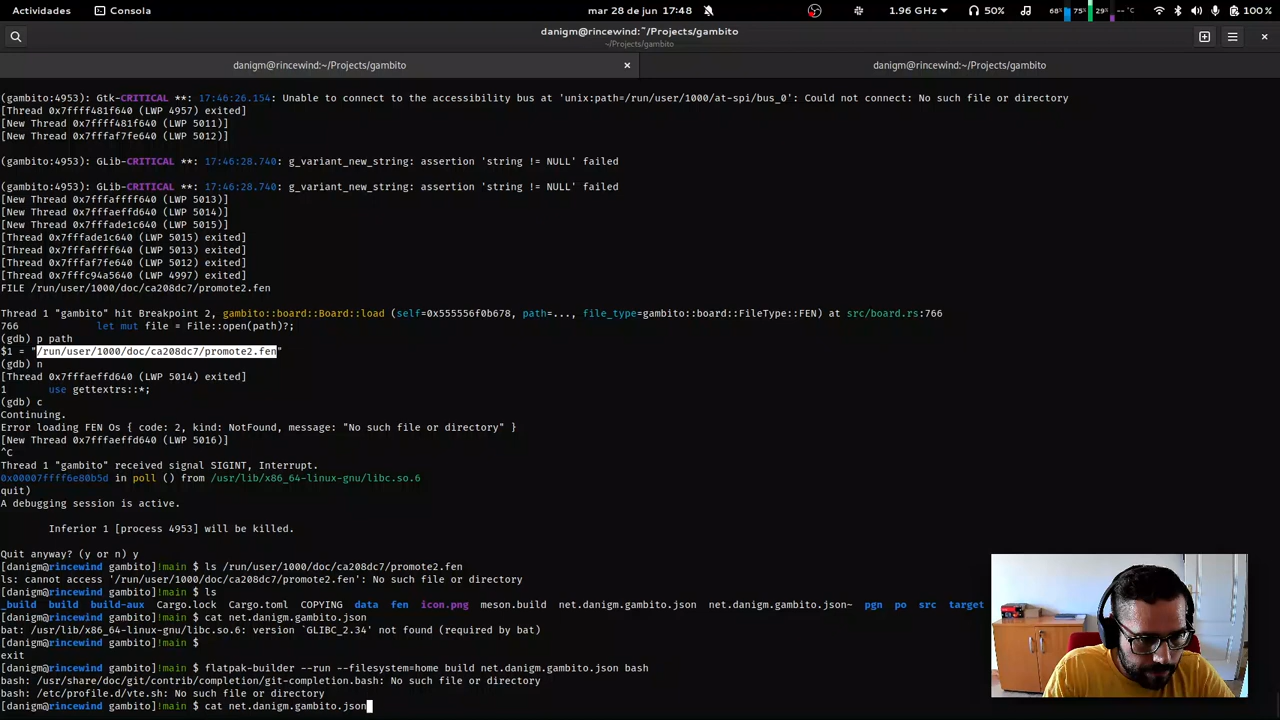 Actividades
Consola
mar 28 de jun 17:48
1.96 GHz
50%
68%
75%
29%
--°C
100 %
danigm@rincewind:~/Projects/gambito
~/Projects/gambito
danigm@rincewind:~/Projects/gambito
danigm@rincewind:~/Projects/gambito
(gambito:4953): Gtk-CRITICAL **: 17:46:26.154: Unable to connect to the accessibility bus at 'unix:path=/run/user/1000/at-spi/bus_0': Could not connect: No such file or directory
[Thread 0x7ffff481f640 (LWP 4957) exited]
[New Thread 0x7ffff481f640 (LWP 5011)]
[New Thread 0x7fffaf7fe640 (LWP 5012)]
(gambito:4953): GLib-CRITICAL **: 17:46:28.740: g_variant_new_string: assertion 'string != NULL' failed
(gambito:4953): GLib-CRITICAL **: 17:46:28.740: g_variant_new_string: assertion 'string != NULL' failed
[New Thread 0x7fffaffff640 (LWP 5013)]
[New Thread 0x7fffaeffd640 (LWP 5014)]
[New Thread 0x7fffade1c640 (LWP 5015)]
[Thread 0x7fffade1c640 (LWP 5015) exited]
[Thread 0x7fffaffff640 (LWP 5013) exited]
[Thread 0x7fffaf7fe640 (LWP 5012) exited]
[Thread 0x7fffc94a5640 (LWP 4997) exited]
FILE /run/user/1000/doc/ca208dc7/promote2.fen
Thread 1 "gambito" hit Breakpoint 2, gambito::board::Board::load (self=0x555556f0b678, path=..., file_type=gambito::board::FileType::FEN) at src/board.rs:766
766 let mut file = File::open(path)?;
(gdb) p path
$1 = "/run/user/1000/doc/ca208dc7/promote2.fen"
(gdb) n
[Thread 0x7fffaeffd640 (LWP 5014) exited]
1 use gettextrs::*;
(gdb) c
Continuing.
Error loading FEN Os { code: 2, kind: NotFound, message: "No such file or directory" }
[New Thread 0x7fffaeffd640 (LWP 5016)]
^C
Thread 1 "gambito" received signal SIGINT, Interrupt.
0x00007ffff6e80b5d in poll () from /usr/lib/x86_64-linux-gnu/libc.so.6
quit)
A debugging session is active.
Inferior 1 [process 4953] will be killed.
Quit anyway? (y or n) y
[danigm@rincewind gambito]!main $ ls /run/user/1000/doc/ca208dc7/promote2.fen
ls: cannot access '/run/user/1000/doc/ca208dc7/promote2.fen': No such file or directory
[danigm@rincewind gambito]!main $ ls
_build build build-aux Cargo.lock Cargo.toml COPYING data fen icon.png meson.build net.danigm.gambito.json net.danigm.gambito.json~ pgn po src target
[danigm@rincewind gambito]!main $ cat net.danigm.gambito.json
bat: /usr/lib/x86_64-linux-gnu/libc.so.6: version `GLIBC_2.34' not found (required by bat)
[danigm@rincewind gambito]!main $
exit
[danigm@rincewind gambito]!main $ flatpak-builder --run --filesystem=home build net.danigm.gambito.json bash
bash: /usr/share/doc/git/contrib/completion/git-completion.bash: No such file or directory
bash: /etc/profile.d/vte.sh: No such file or directory
[danigm@rincewind gambito]!main $ cat net.danigm.gambito.json